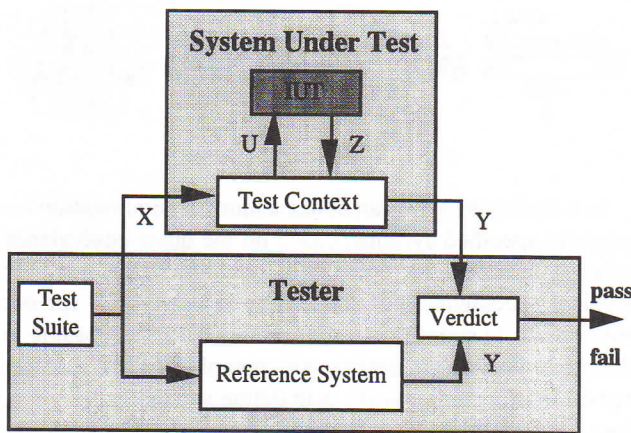 System Under Test
IUT
U
Z
Test Context
X
Y
Tester
Test
Suite
Verdict
pass
fail
Reference System
Y